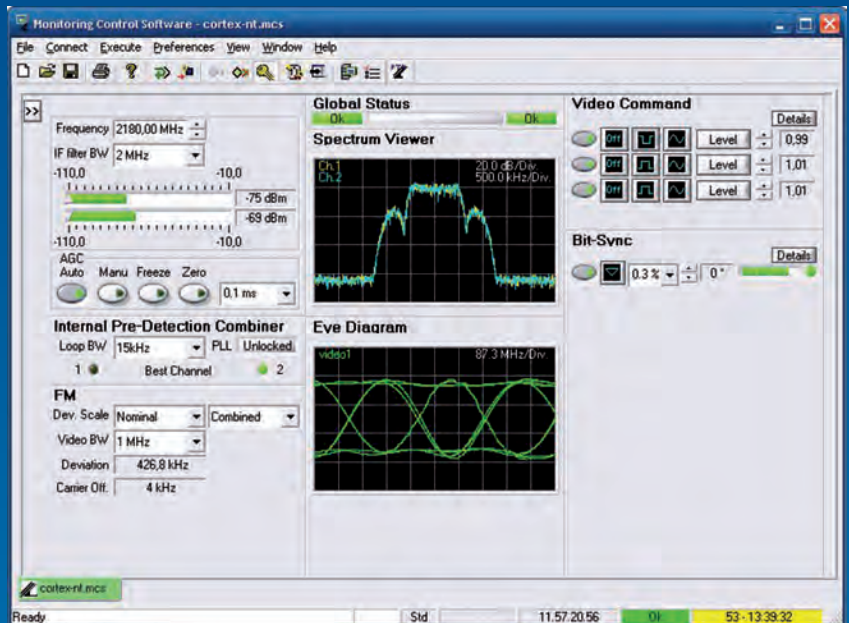 Monitoring Control Software - cortex-nt.mcs
File Connect Execute Preferences View Window Help
>>
Frequency 2180,00 MHz
IF filter BW 2 MHz
-110,0 -10,0
-75 dBm
-69 dBm
-110,0 -10,0
AGC
Auto Manu Freeze Zero
0,1 ms
Internal Pre-Detection Combiner
Loop BW 15kHz PLL Unlocked
1 Best Channel 2
FM
Dev. Scale Nominal Combined
Video BW 1 MHz
Deviation 426,8 kHz
Carrier Off. 4 kHz
Global Status
Ok Ok
Spectrum Viewer
Ch.1 20.0 dB/Div.
Ch.2 500.0 kHz/Div.
Eye Diagram
video1 87.3 MHz/Div.
Video Command
Details
Off Level 0,99
Off Level 1,01
Off Level 1,01
Bit-Sync
Details
0.3 % 0°
cortex-nt.mcs
Ready Std 11.57.20.56 Ok 53 - 13:39:32